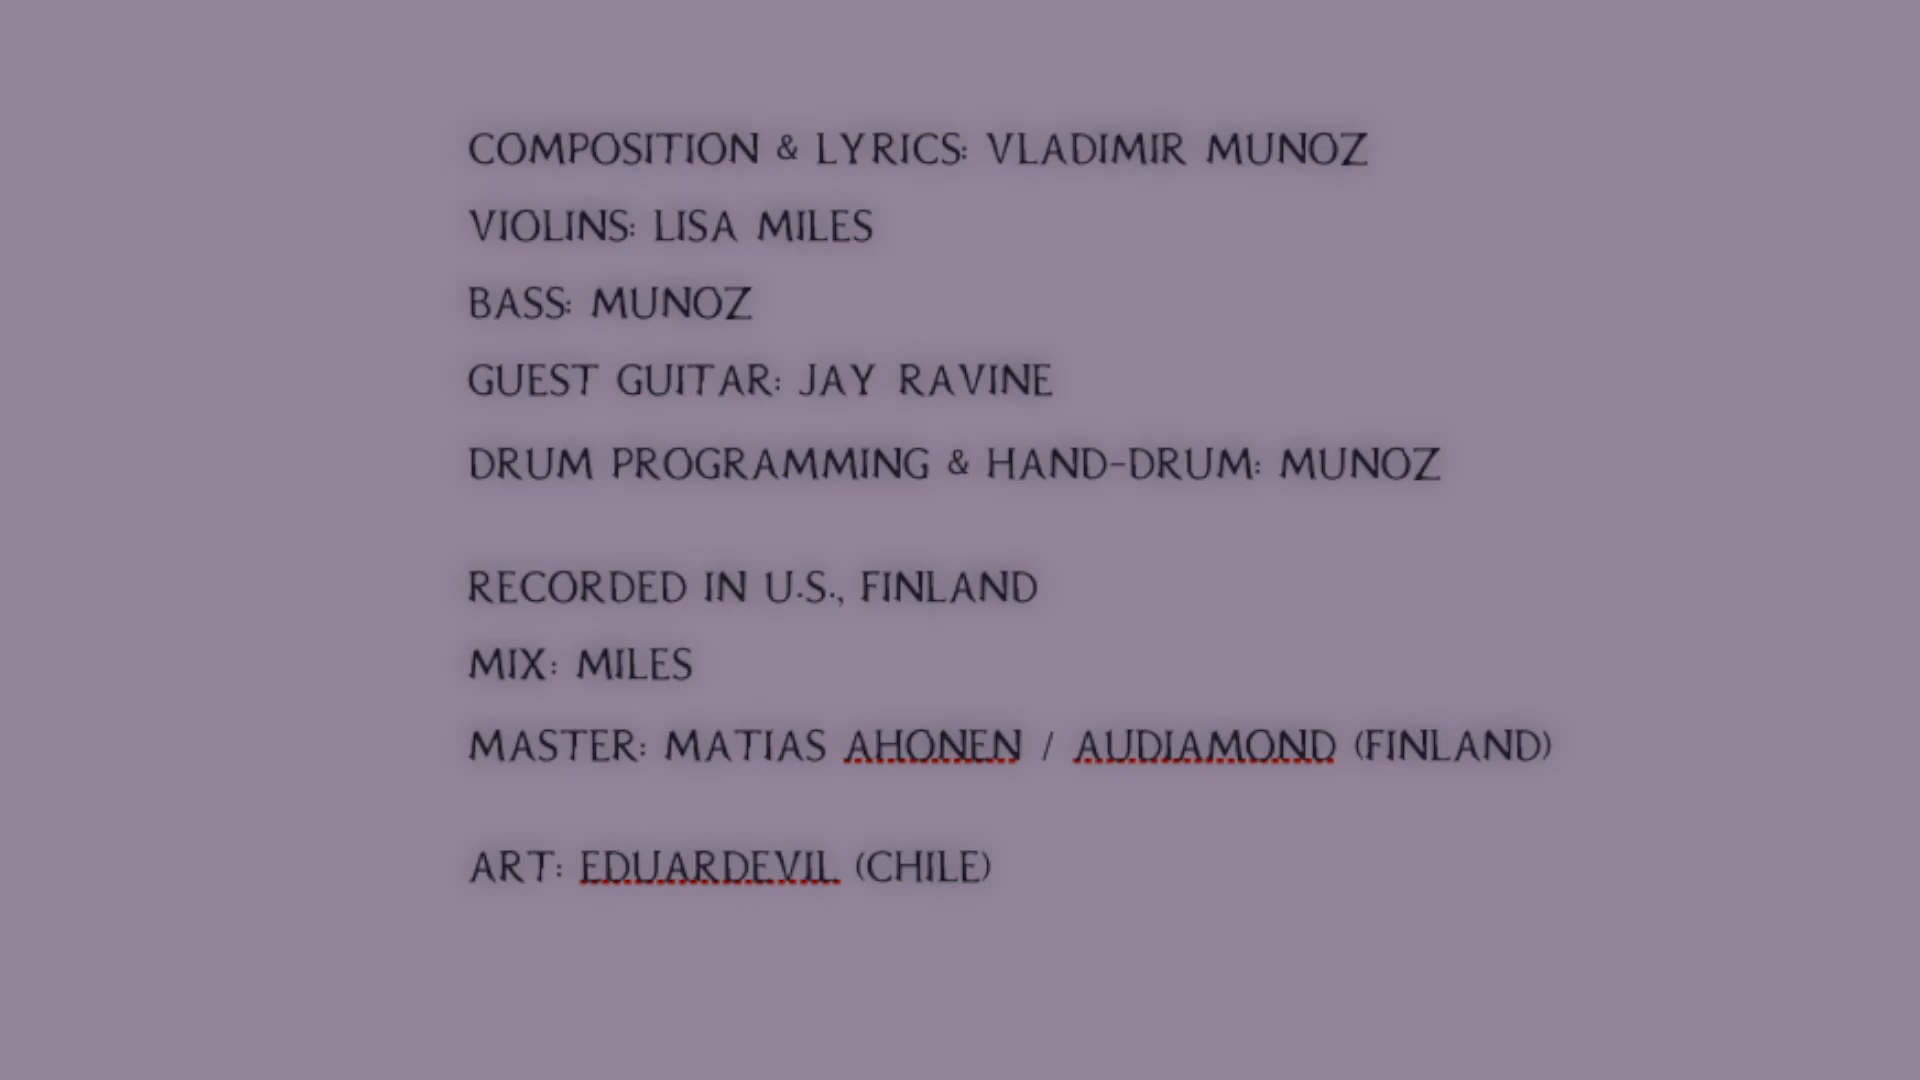 COMPOSITION & LYRICS: VLADIMIR MUNOZ
VIOLINS: LISA MILES
BASS: MUNOZ
GUEST GUITAR: JAY RAVINE
DRUM PROGRAMMING & HAND-DRUM: MUNOZ
RECORDED IN U.S., FINLAND
MIX: MILES
MASTER: MATIAS AHONEN / AUDIAMOND (FINLAND)
ART: EDUARDEVIL (CHILE)